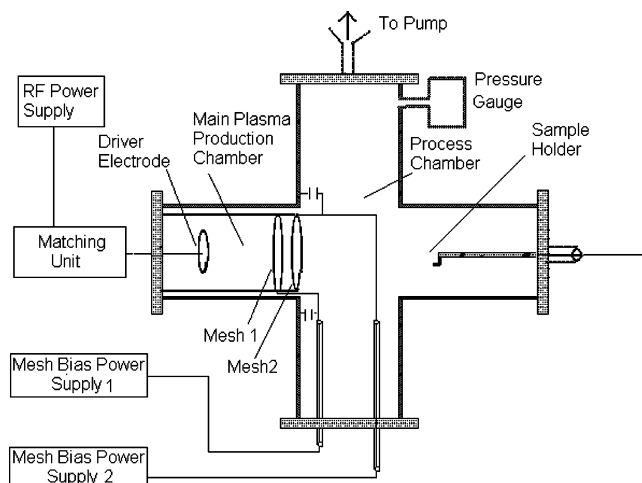 To Pump
RF Power
Supply
Pressure
Gauge
Main Plasma
Production
Chamber
Driver
Electrode
Process
Chamber
Sample
Holder
Matching
Unit
Mesh 1
Mesh2
Mesh Bias Power
Supply 1
Mesh Bias Power
Supply 2